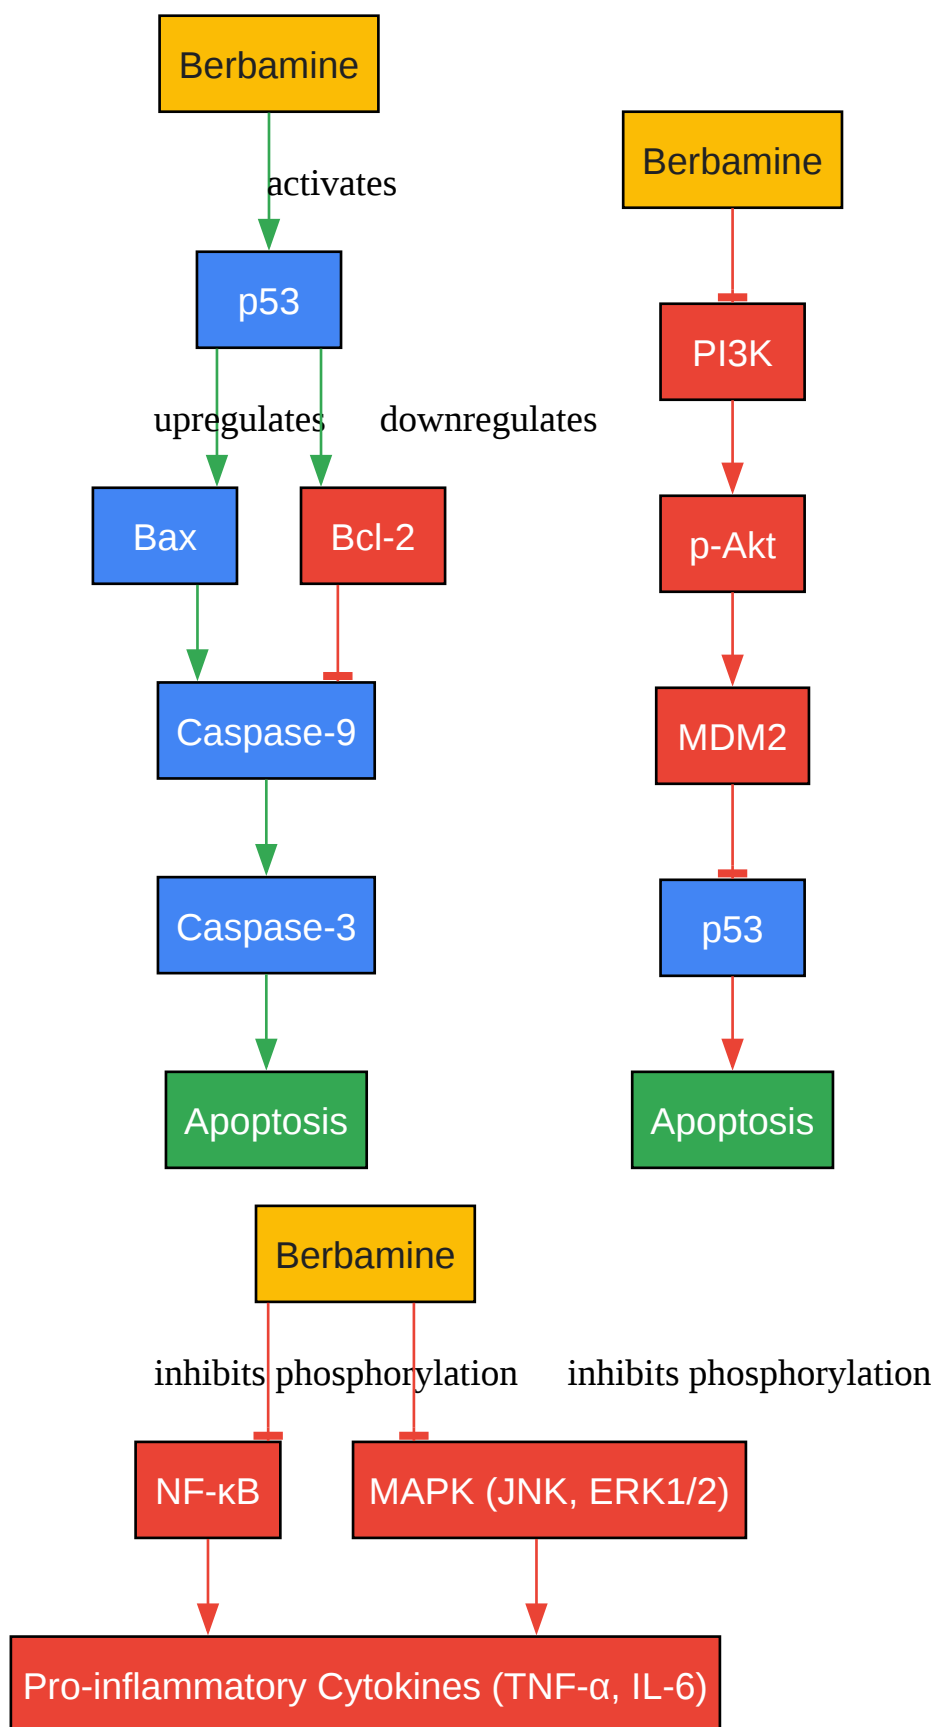 Berbamine
activates
p53
upregulates
downregulates
Bax
Bcl-2
Caspase-9
Caspase-3
Apoptosis
Berbamine
PI3K
p-Akt
MDM2
p53
Apoptosis
Berbamine
inhibits phosphorylation
inhibits phosphorylation
NF-κB
MAPK (JNK, ERK1/2)
Pro-inflammatory Cytokines (TNF-α, IL-6)